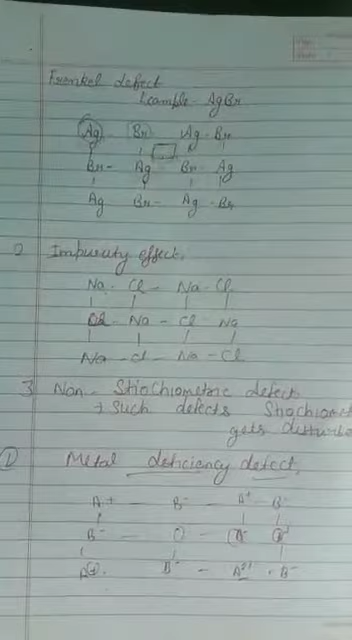 Frenkel defect
Example - AgBr
Ag - Br Ag - Br
Br - Ag Br - Ag
Ag Br - Ag - Br
2 Impurity effect.
Na - Cl - Na - Cl
Cl - Na - Cl - Na
Na - Cl - Na - Cl
3 Non - Stiochiometric defect
→ Such defects Stiochiomet
gets distur
① Metal deficiency defect
A+ - B- - A+ B-
B- - O -
B- - A2+ - B-